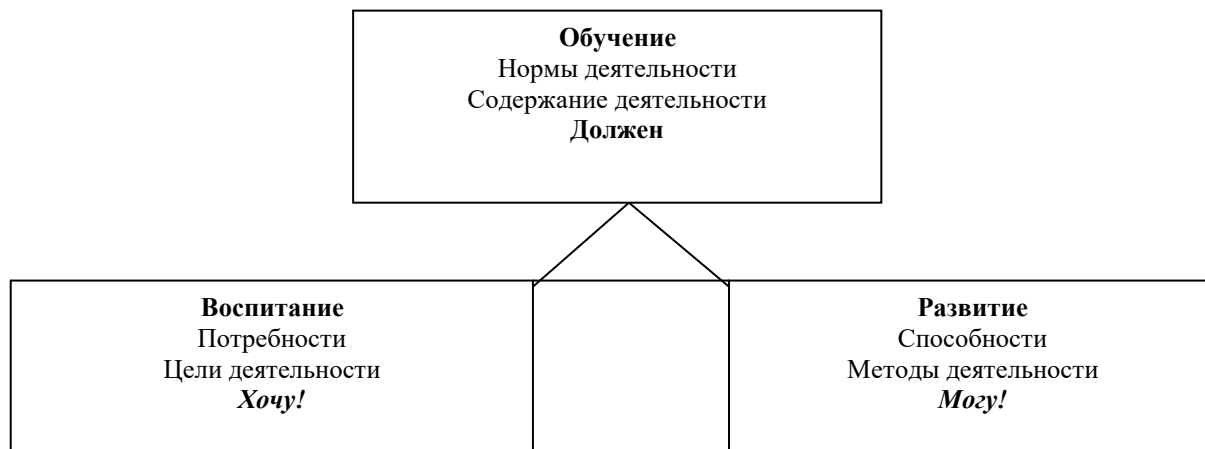 Обучение
Нормы деятельности
Содержание деятельности
Должен
Воспитание
Потребности
Цели деятельности
Хочу!
Развитие
Способности
Методы деятельности
Могу!